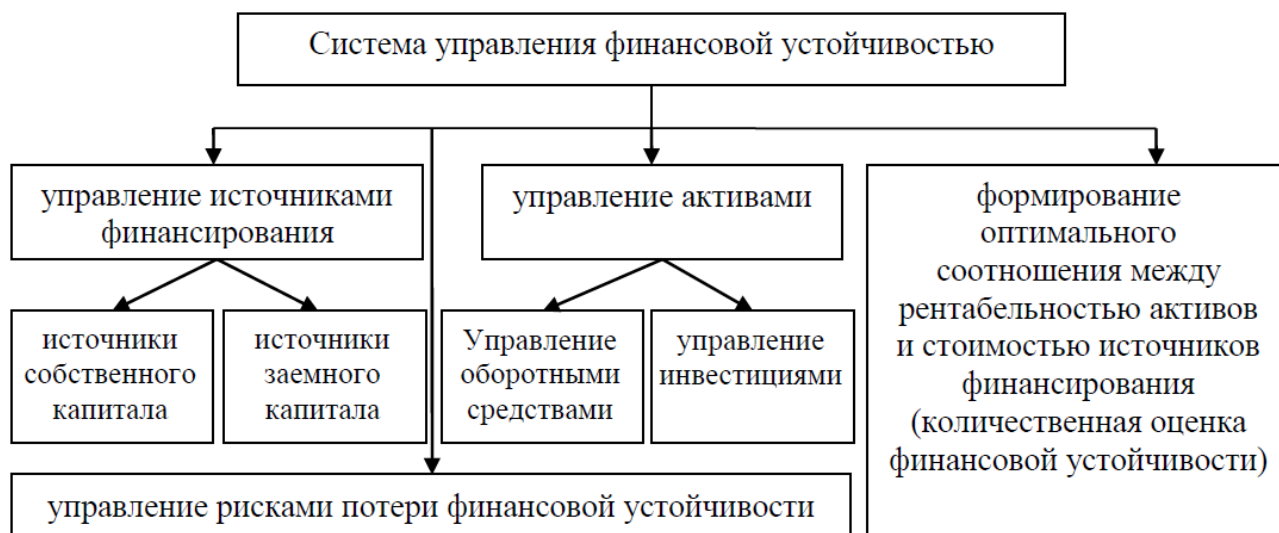 Система управления финансовой устойчивостью
управление источниками
финансирования
источники
собственного
капитала
источники
заемного
капитала
управление активами
Управление
оборотными
средствами
управление
инвестициями
формирование
оптимального
соотношения между
рентабельностью активов
и стоимостью источников
финансирования
(количественная оценка
финансовой устойчивости)
управление рисками потери финансовой устойчивости